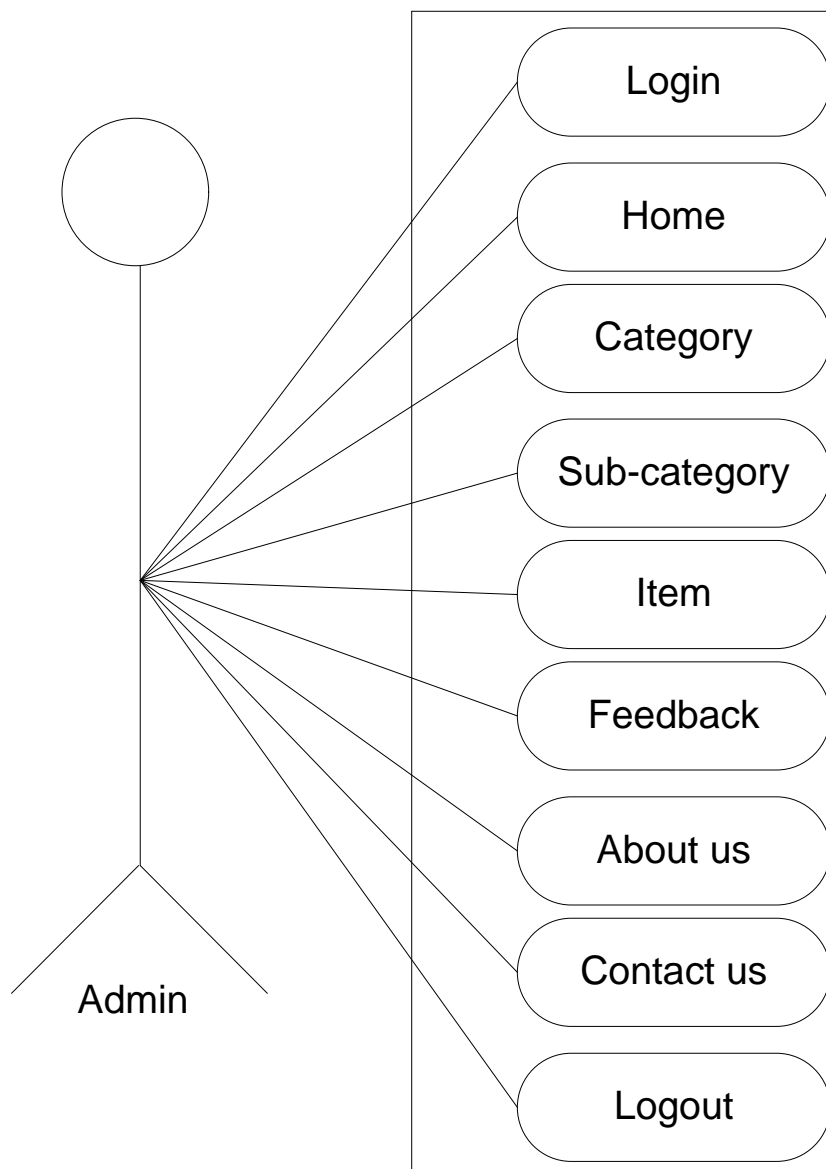 Login
Home
Category
Sub-category
Item
Feedback
About us
Contact us
Admin
Logout